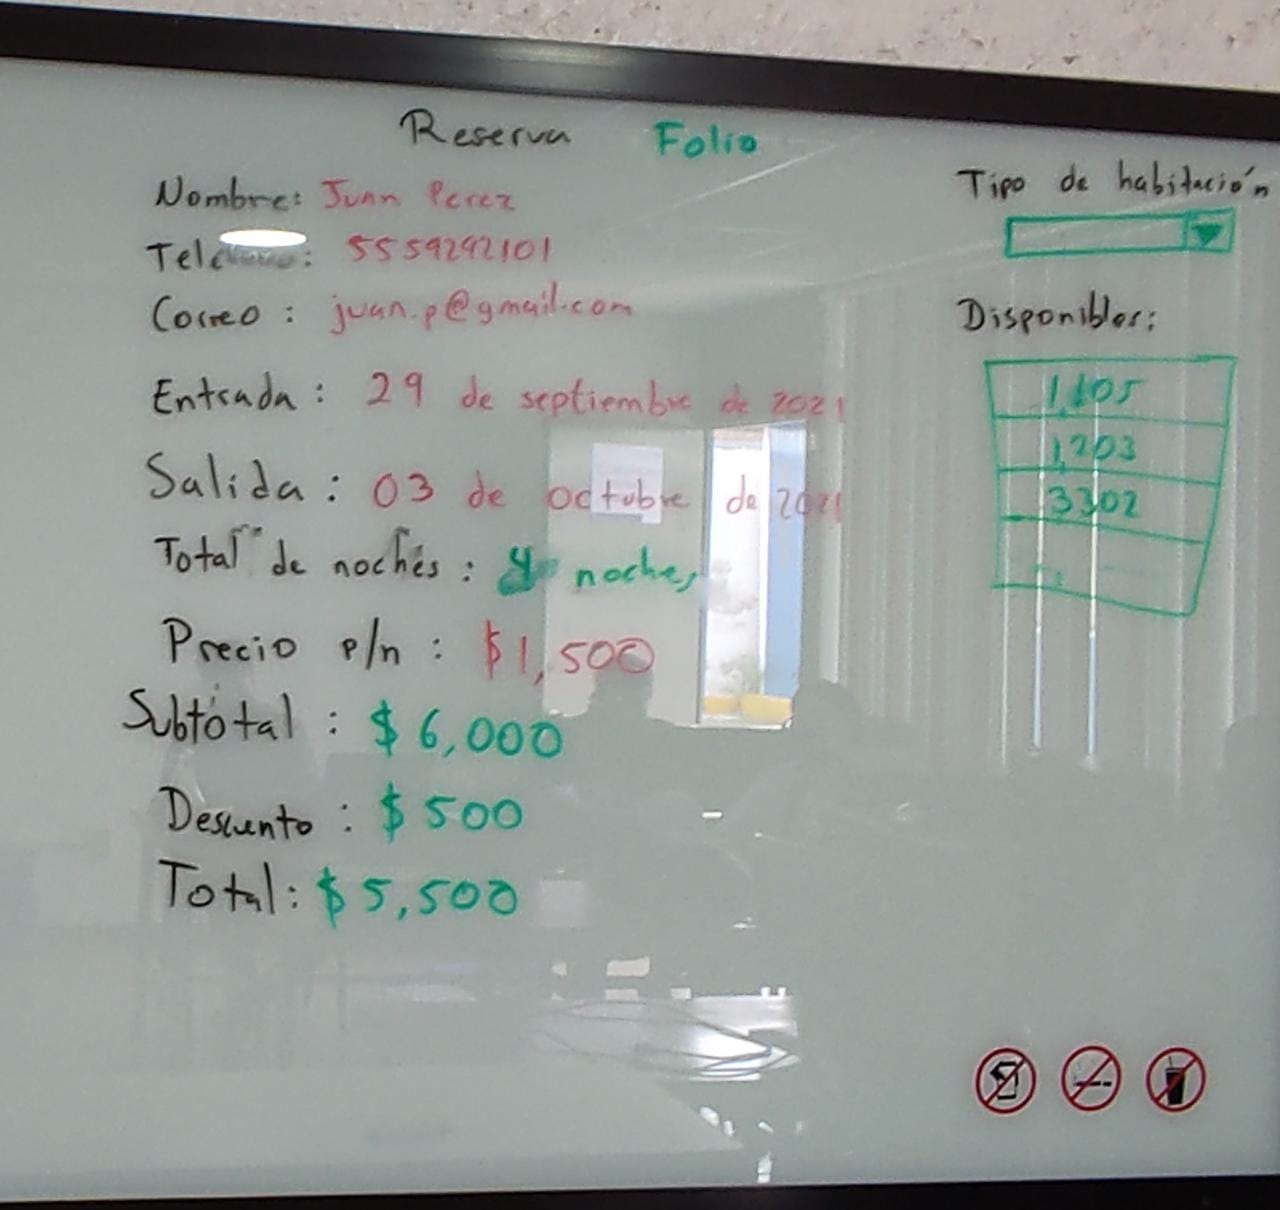 Reserva Folio
Nombre: Juan Perez
Tel : 5559292101
Correo : juan.p@gmail.com
Entrada : 29 de septiembre de 2021
Salida : 03 de octubre de 2021
Total de noches : 4 noches
Precio p/n : $1,500
Subtotal : $6,000
Descuento : $500
Total: $5,500
Tipo de habitación
Disponibles:
1,105
1,203
3302